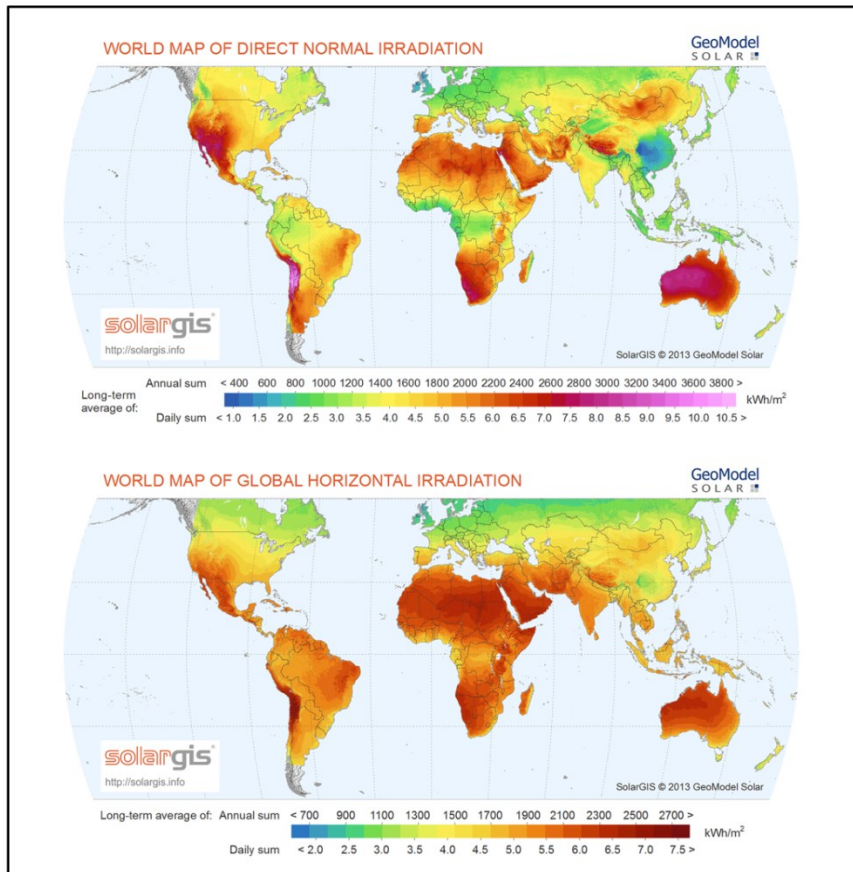 WORLD MAP OF DIRECT NORMAL IRRADIATION
GeoModel
SOLAR
solargis
http://solargis.info
SolarGIS © 2013 GeoModel Solar
Annual sum < 400 600 800 1000 1200 1400 1600 1800 2000 2200 2400 2600 2800 3000 3200 3400 3600 3800 >
Long-term average of: kWh/m²
Daily sum < 1.0 1.5 2.0 2.5 3.0 3.5 4.0 4.5 5.0 5.5 6.0 6.5 7.0 7.5 8.0 8.5 9.0 9.5 10.0 10.5 >
WORLD MAP OF GLOBAL HORIZONTAL IRRADIATION
GeoModel
SOLAR
solargis
http://solargis.info
SolarGIS © 2013 GeoModel Solar
Long-term average of: Annual sum < 700 900 1100 1300 1500 1700 1900 2100 2300 2500 2700 >
kWh/m²
Daily sum < 2.0 2.5 3.0 3.5 4.0 4.5 5.0 5.5 6.0 6.5 7.0 7.5 >